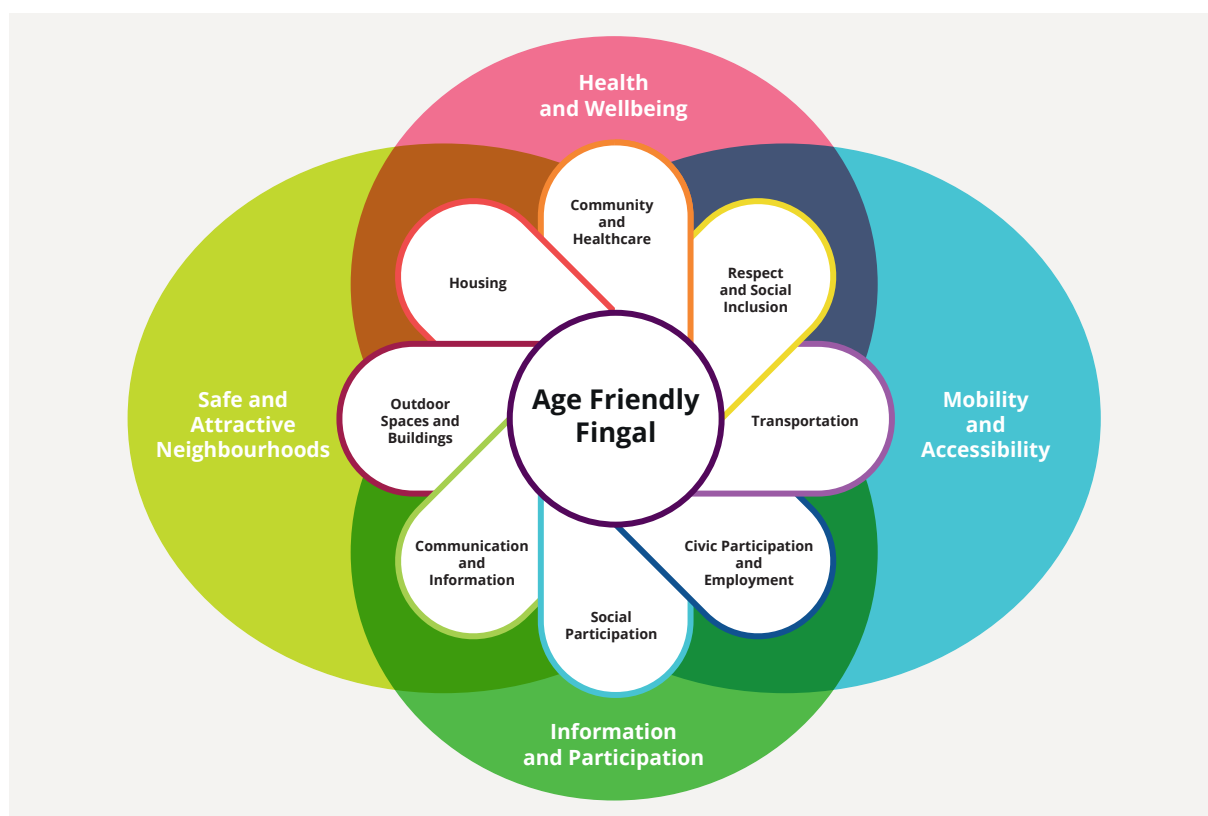 Health
and Wellbeing
Community
and
Healthcare
Housing
Respect
and Social
Inclusion
Safe and
Attractive
Neighbourhoods
Outdoor
Spaces and
Buildings
Age Friendly
Fingal
Transportation
Mobility
and
Accessibility
Communication
and
Information
Civic Participation
and
Employment
Social
Participation
Information
and Participation